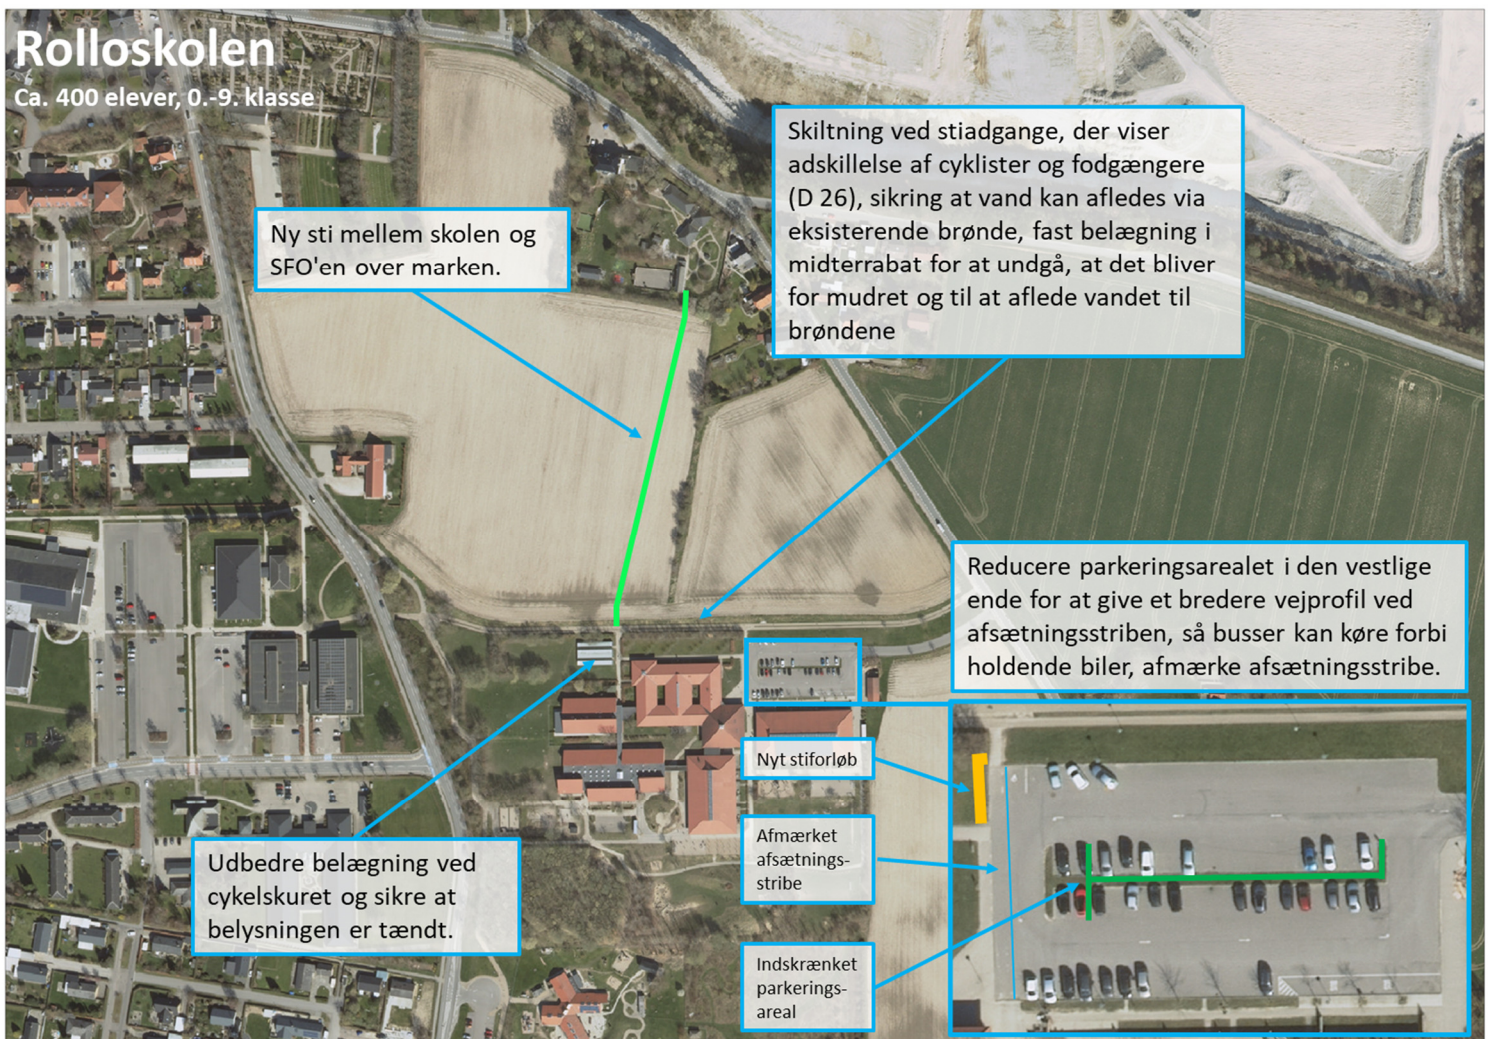 Rolloskolen
Ca. 400 elever, 0.-9. klasse
Ny sti mellem skolen og
SFO'en over marken.
Skiltning ved stiadgange, der viser
adskillelse af cyklister og fodgængere
(D 26), sikring at vand kan afledes via
eksisterende brønde, fast belægning i
midterrabat for at undgå, at det bliver
for mudret og til at aflede vandet til
brøndene
Reducere parkeringsarealet i den vestlige
ende for at give et bredere vejprofil ved
afsætningsstriben, så busser kan køre forbi
holdende biler, afmærke afsætningsstribe.
Nyt stiforløb
Afmærket
afsætnings-
stribe
Indskrænket
parkerings-
areal
Udbedre belægning ved
cykelskuret og sikre at
belysningen er tændt.